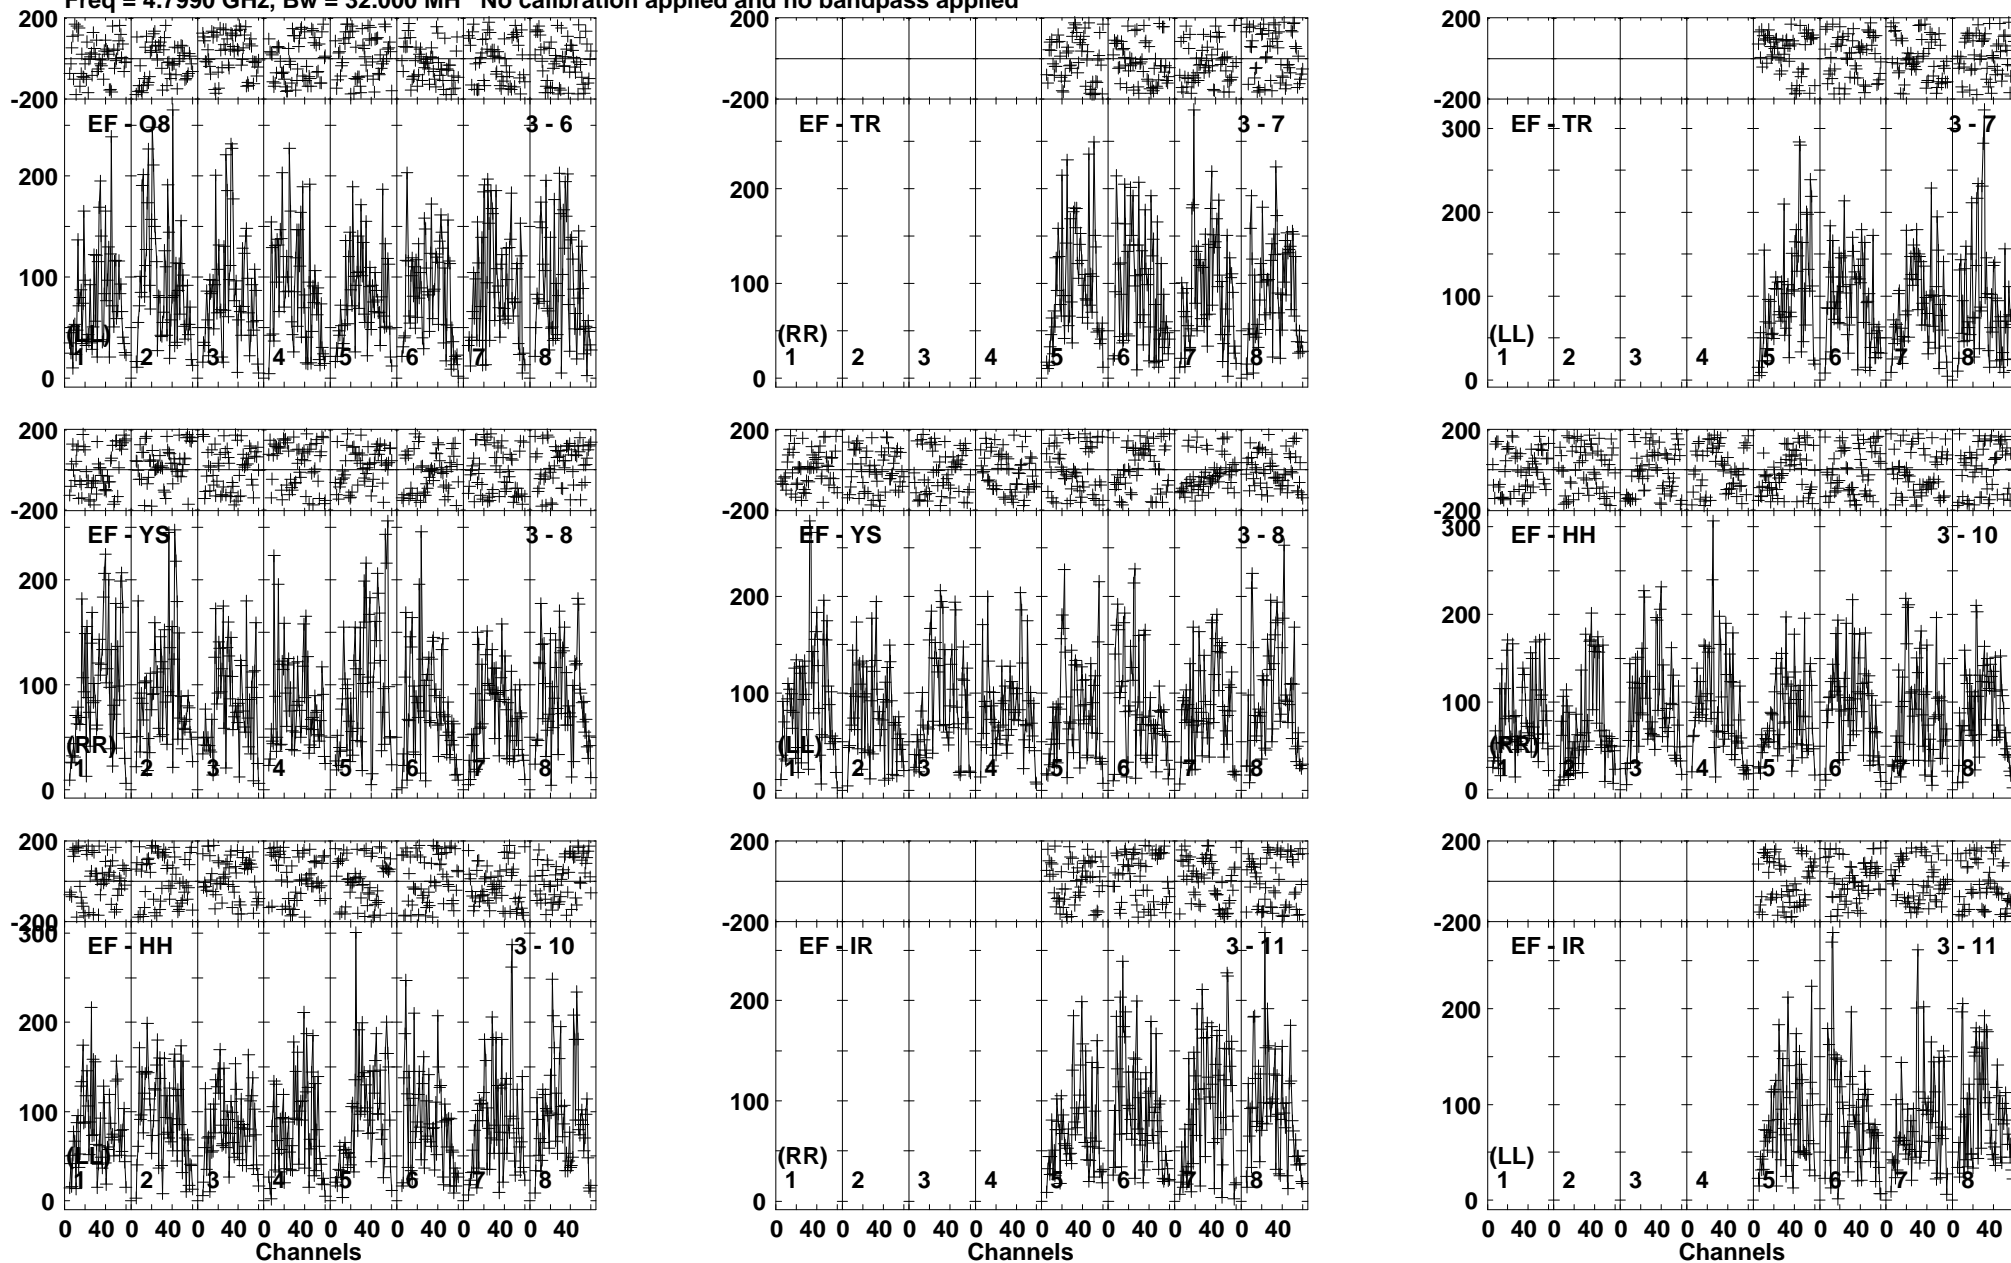 Freq = 4.7990 GHz, Bw = 32.000 MH No calibration applied and no bandpass applied
200 200 200
-200 -200 -200
EF - O8 3 - 6 EF - TR 3 - 7 EF - TR 3 - 7
300
200 200 200
100 100 100
0 0 0
(LL) (RR) (LL)
1 2 3 4 5 6 7 8 1 2 3 4 5 6 7 8 1 2 3 4 5 6 7 8
200 200 200
-200 -200 -200
EF - YS 3 - 8 EF - YS 3 - 8 EF - HH 3 - 10
300
200 200 200
100 100 100
0 0 0
(RR) (LL) (RR)
1 2 3 4 5 6 7 8 1 2 3 4 5 6 7 8 1 2 3 4 5 6 7 8
200 200 200
-200 -200 -200
300
EF - HH 3 - 10 EF - IR 3 - 11 EF - IR 3 - 11
200 200 200
100 100 100
0 0 0
(LL) (RR) (LL)
1 2 3 4 5 6 7 8 1 2 3 4 5 6 7 8 1 2 3 4 5 6 7 8
0 40 0 40 0 40 0 40 0 40 0 40 0 40 0 40 0 40 0 40 0 40 0 40 0 40 0 40 0 40 0 40 0 40 0 40 0 40 0 40 0 40 0 40 0 40 0 40
Channels Channels